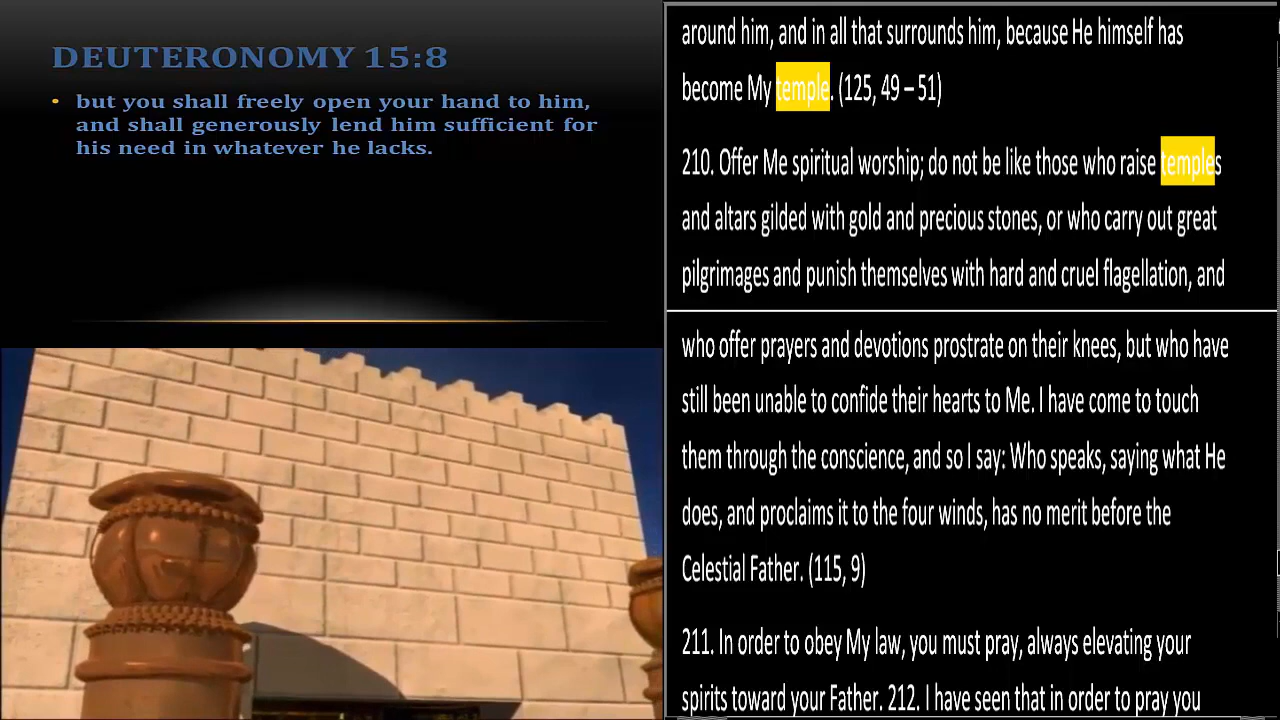 DEUTERONOMY 15:8
• but you shall freely open your hand to him,
and shall generously lend him sufficient for
his need in whatever he lacks.
around him, and in all that surrounds him, because He himself has
become My temple. (125, 49 – 51)
210. Offer Me spiritual worship; do not be like those who raise temples
and altars gilded with gold and precious stones, or who carry out great
pilgrimages and punish themselves with hard and cruel flagellation, and
who offer prayers and devotions prostrate on their knees, but who have
still been unable to confide their hearts to Me. I have come to touch
them through the conscience, and so I say: Who speaks, saying what He
does, and proclaims it to the four winds, has no merit before the
Celestial Father. (115, 9)
211. In order to obey My law, you must pray, always elevating your
spirits toward your Father. 212. I have seen that in order to pray you